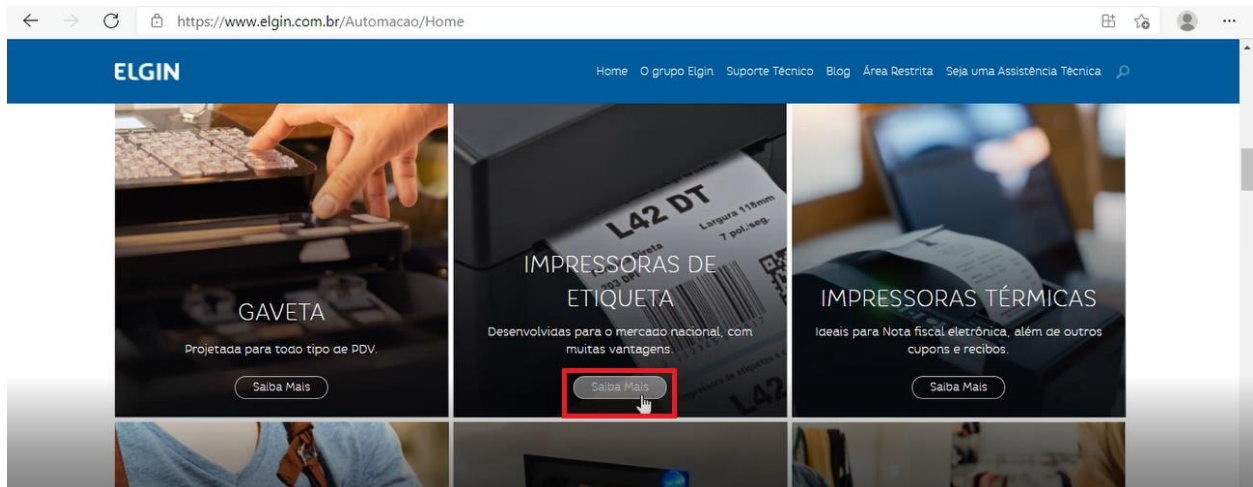 https://www.elgin.com.br/Automacao/Home
ELGIN
Home O grupo Elgin Suporte Técnico Blog Área Restrita Seja uma Assistência Técnica
L42 DT
Largura 118mm
7 pol./seg.
203 DPI
GAVETA
Projetada para todo tipo de PDV.
Saiba Mais
IMPRESSORAS DE
ETIQUETA
Desenvolvidas para o mercado nacional, com
muitas vantagens.
Saiba Mais
L42
IMPRESSORAS TÉRMICAS
Ideais para Nota fiscal eletrônica, além de outros
cupons e recibos.
Saiba Mais